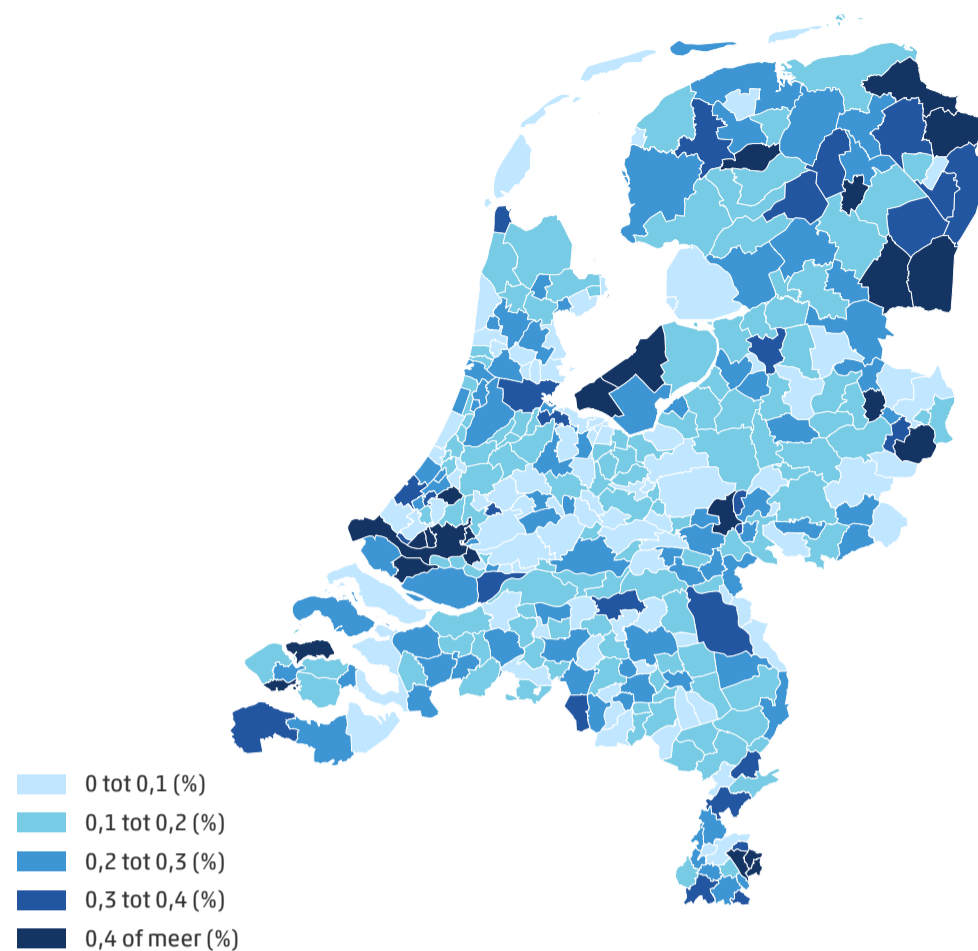 0 tot 0,1 (%)
0,1 tot 0,2 (%)
0,2 tot 0,3 (%)
0,3 tot 0,4 (%)
0,4 of meer (%)